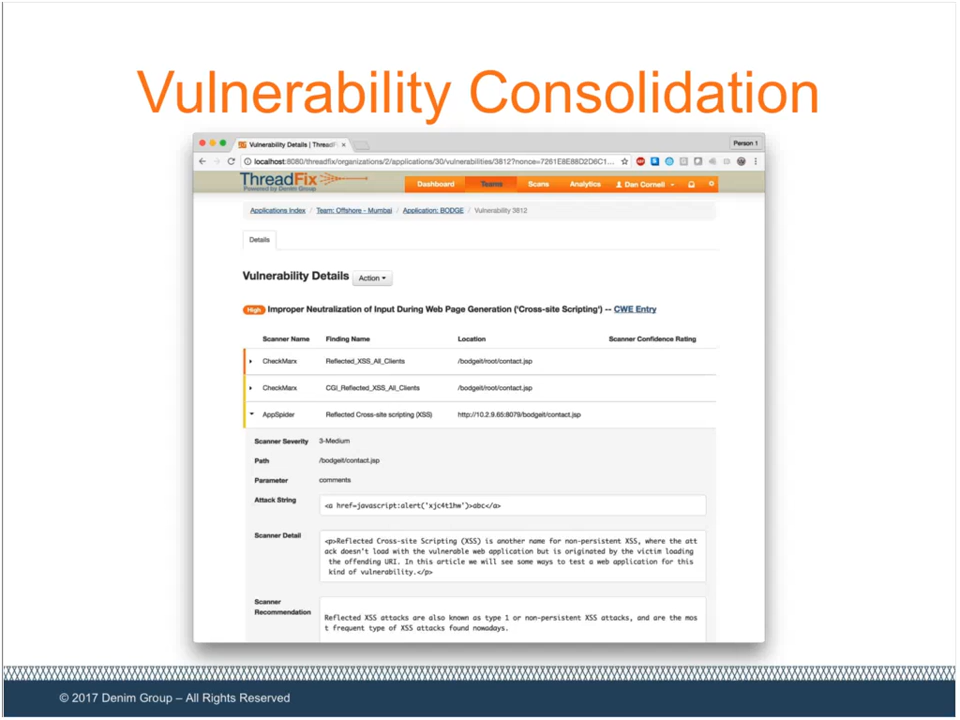 Vulnerability Consolidation
Vulnerability Details | ThreadF
Person 1
localhost:8080/threadfix/organizations/2/applications/30/vulnerabilities/3812?nonce=7261E8E88D2D6C1...
ThreadFix
Powered by Denim Group
Dashboard Teams Scans Analytics Dan Cornell
Applications Index / Team: Offshore - Mumbai / Application: BODGE / Vulnerability 3812
Details
Vulnerability Details Action
High Improper Neutralization of Input During Web Page Generation ('Cross-site Scripting') -- CWE Entry
Scanner Name Finding Name Location Scanner Confidence Rating
CheckMarx Reflected_XSS_All_Clients /bodgeit/root/contact.jsp
CheckMarx CGI_Reflected_XSS_All_Clients /bodgeit/root/contact.jsp
AppSpider Reflected Cross-site scripting (XSS) http://10.2.9.65:8079/bodgeit/contact.jsp
Scanner Severity 3-Medium
Path /bodgeit/contact.jsp
Parameter comments
Attack String <a href=javascript:alert('xjc4t1hw')>abc</a>
Scanner Detail <p>Reflected Cross-site Scripting (XSS) is another name for non-persistent XSS, where the att
ack doesn't load with the vulnerable web application but is originated by the victim loading
the offending URI. In this article we will see some ways to test a web application for this
kind of vulnerability.</p>
Scanner
Recommendation
Reflected XSS attacks are also known as type 1 or non-persistent XSS attacks, and are the mos
t frequent type of XSS attacks found nowadays.
© 2017 Denim Group – All Rights Reserved